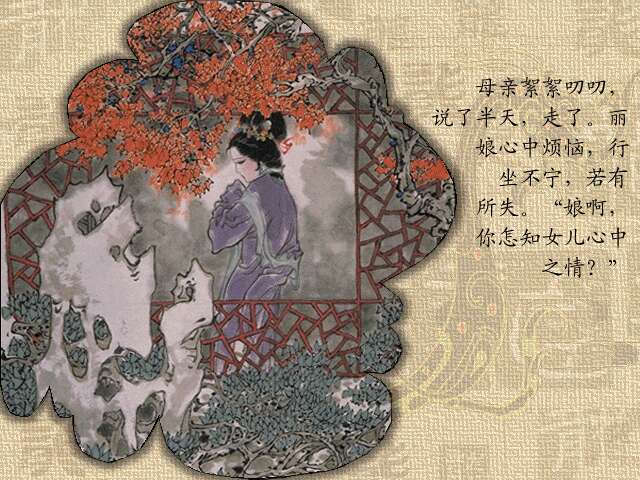 母亲絮絮叨叨，
说了半天，走了。丽
娘心中烦恼，行
坐不宁，若有
所失。“娘啊，
你怎知女儿心中
之情？”